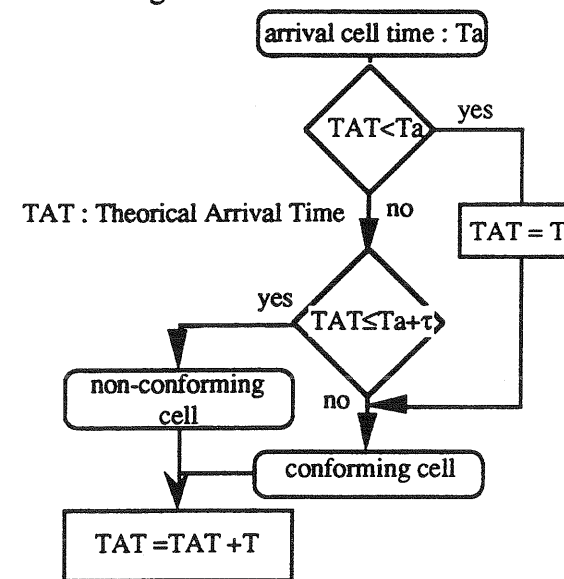 arrival cell time : Ta
TAT<Ta
yes
TAT : Theorical Arrival Time
no
TAT = T
yes
TAT≤Ta+τ
non-conforming
cell
no
conforming cell
TAT =TAT +T